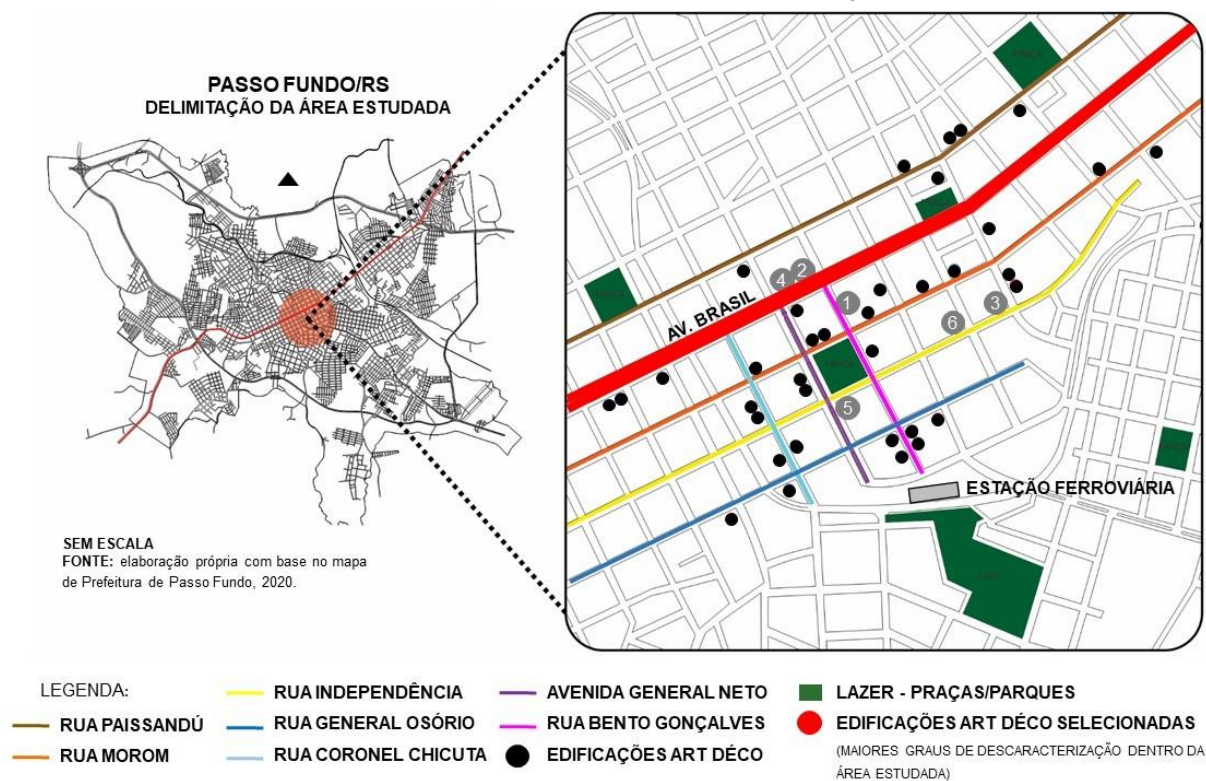 PASSO FUNDO/RS
DELIMITAÇÃO DA ÁREA ESTUDADA
SEM ESCALA
FONTE: elaboração própria com base no mapa
de Prefeitura de Passo Fundo, 2020.
PRAÇA
4
2
AV. BRASIL
1
3
6
5
ESTAÇÃO FERROVIÁRIA
LEGENDA:
RUA PAISSANDÚ
RUA MOROM
RUA INDEPENDÊNCIA
RUA GENERAL OSÓRIO
RUA CORONEL CHICUTA
AVENIDA GENERAL NETO
RUA BENTO GONÇALVES
EDIFICAÇÕES ART DÉCO
LAZER - PRAÇAS/PARQUES
EDIFICAÇÕES ART DÉCO SELECIONADAS
(MAIORES GRAUS DE DESCARACTERIZAÇÃO DENTRO DA
ÁREA ESTUDADA)